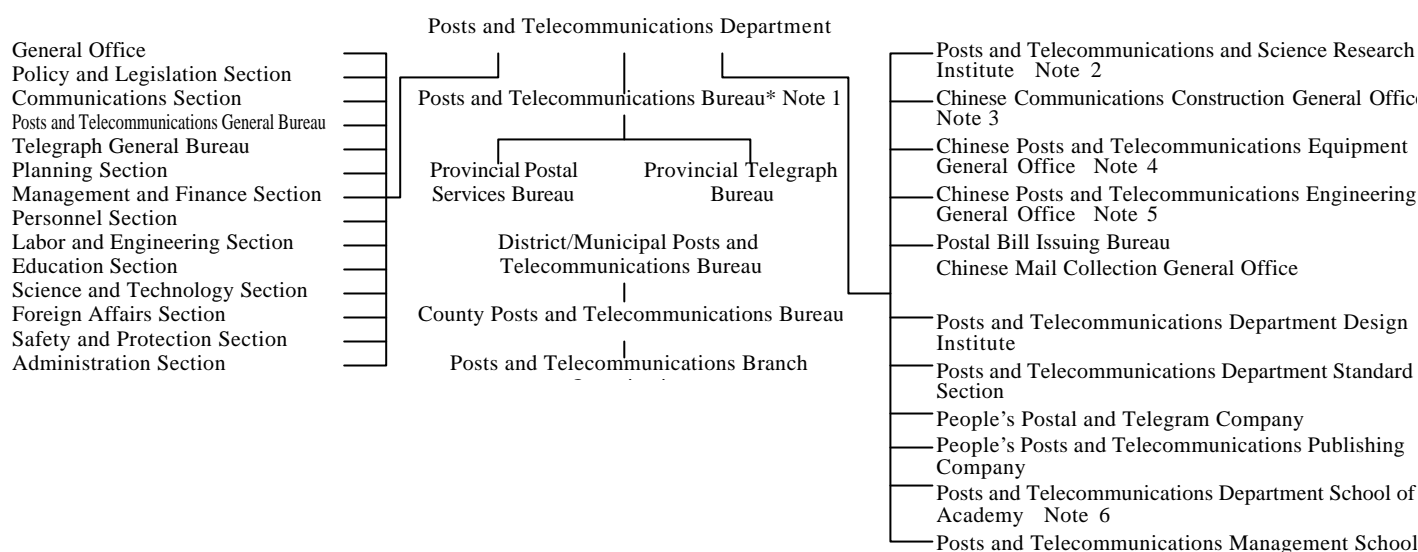 Posts and Telecommunications Department
General Office
Policy and Legislation Section
Communications Section
Posts and Telecommunications General Bureau
Telegraph General Bureau
Planning Section
Management and Finance Section
Personnel Section
Labor and Engineering Section
Education Section
Science and Technology Section
Foreign Affairs Section
Safety and Protection Section
Administration Section
Posts and Telecommunications Bureau* Note 1
Provincial Postal
Services Bureau
Provincial Telegraph
Bureau
District/Municipal Posts and
Telecommunications Bureau
County Posts and Telecommunications Bureau
Posts and Telecommunications Branch
Posts and Telecommunications and Science Research
Institute Note 2
Chinese Communications Construction General Office
Note 3
Chinese Posts and Telecommunications Equipment
General Office Note 4
Chinese Posts and Telecommunications Engineering
General Office Note 5
Postal Bill Issuing Bureau
Chinese Mail Collection General Office
Posts and Telecommunications Department Design
Institute
Posts and Telecommunications Department Standard
Section
People's Postal and Telegram Company
People's Posts and Telecommunications Publishing
Company
Posts and Telecommunications Department School of
Academy Note 6
Posts and Telecommunications Management School